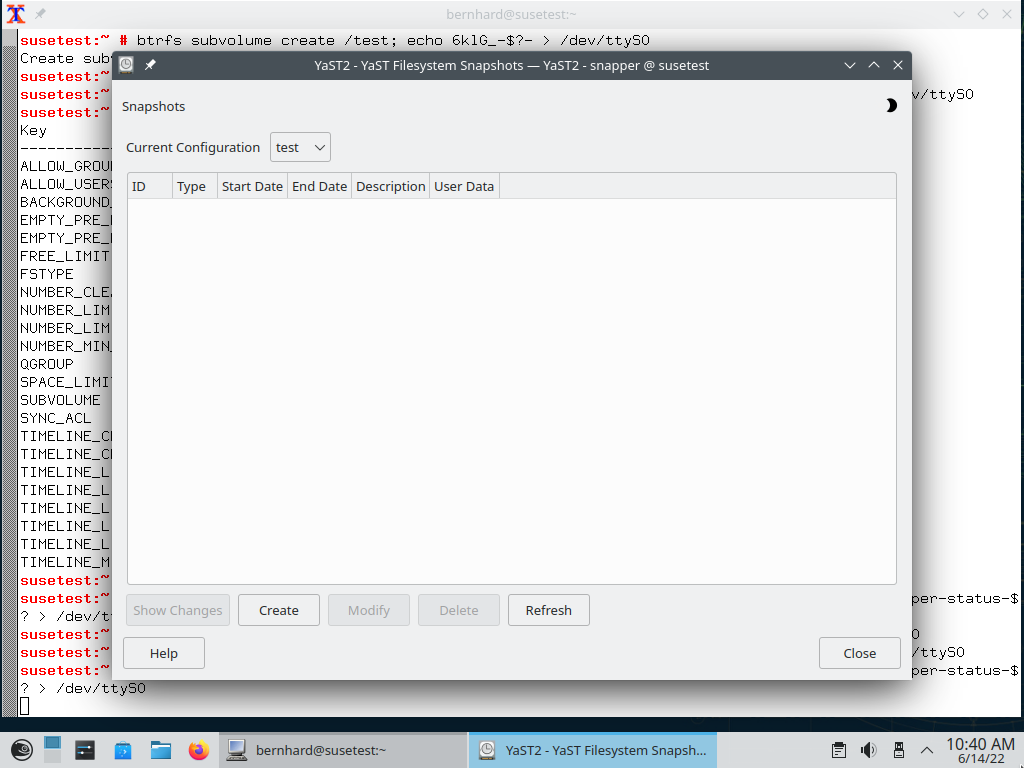 bernhard@susetest:~
susetest:~ # btrfs subvolume create /test; echo 6klG_-$?- > /dev/ttyS0
Create sub
YaST2 - YaST Filesystem Snapshots — YaST2 - snapper @ susetest
susetest:~
susetest:~ v/ttyS0
susetest:~
Snapshots
Key
Current Configuration test
-----------
ALLOW_GROU
ALLOW_USERS
ID Type Start Date End Date Description User Data
BACKGROUND_
EMPTY_PRE_
EMPTY_PRE_
FREE_LIMIT
FSTYPE
NUMBER_CLEA
NUMBER_LIM
NUMBER_LIM
NUMBER_MIN_
QGROUP
SPACE_LIMI
SUBVOLUME
SYNC_ACL
TIMELINE_C
TIMELINE_C
TIMELINE_L
TIMELINE_L
TIMELINE_L
TIMELINE_L
TIMELINE_L
TIMELINE_M
susetest:~
susetest:~ per-status-$
Show Changes Create Modify Delete Refresh
? > /dev/t
susetest:~ 0
susetest:~ /ttyS0
Help Close
susetest:~ per-status-$
? > /dev/ttyS0
bernhard@susetest:~ YaST2 - YaST Filesystem Snapsh... 10:40 AM
6/14/22